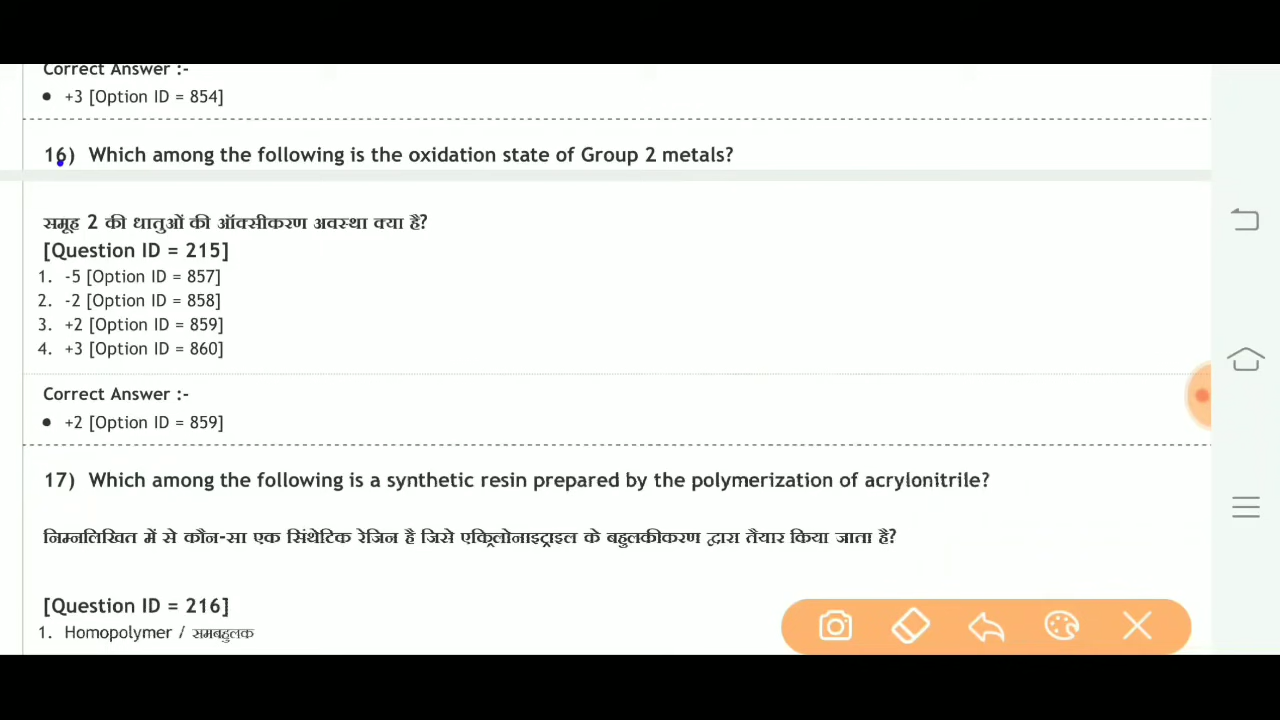 Correct Answer :-
● +3 [Option ID = 854]
16) Which among the following is the oxidation state of Group 2 metals?
समूह 2 की धातुओं की ऑक्सीकरण अवस्था क्या है?
[Question ID = 215]
1. -5 [Option ID = 857]
2. -2 [Option ID = 858]
3. +2 [Option ID = 859]
4. +3 [Option ID = 860]
Correct Answer :-
● +2 [Option ID = 859]
17) Which among the following is a synthetic resin prepared by the polymerization of acrylonitrile?
निम्नलिखित में से कौन-सा एक सिंथेटिक रेजिन है जिसे एक्रिलोनाइट्राइल के बहुलकीकरण द्वारा तैयार किया जाता है?
[Question ID = 216]
1. Homopolymer / समबहुलक